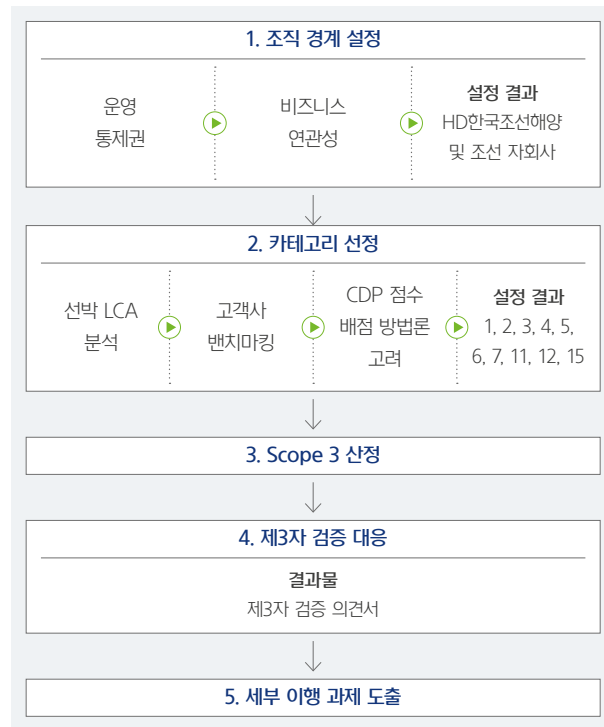 1. 조직 경계 설정
운영
통제권
비즈니스
연관성
설정 결과
HD한국조선해양
및 조선 자회사
2. 카테고리 선정
선박 LCA
분석
고객사
밴치마킹
CDP 점수
배점 방법론
고려
설정 결과
1, 2, 3, 4, 5,
6, 7, 11, 12, 15
3. Scope 3 산정
4. 제3자 검증 대응
결과물
제3자 검증 의견서
5. 세부 이행 과제 도출